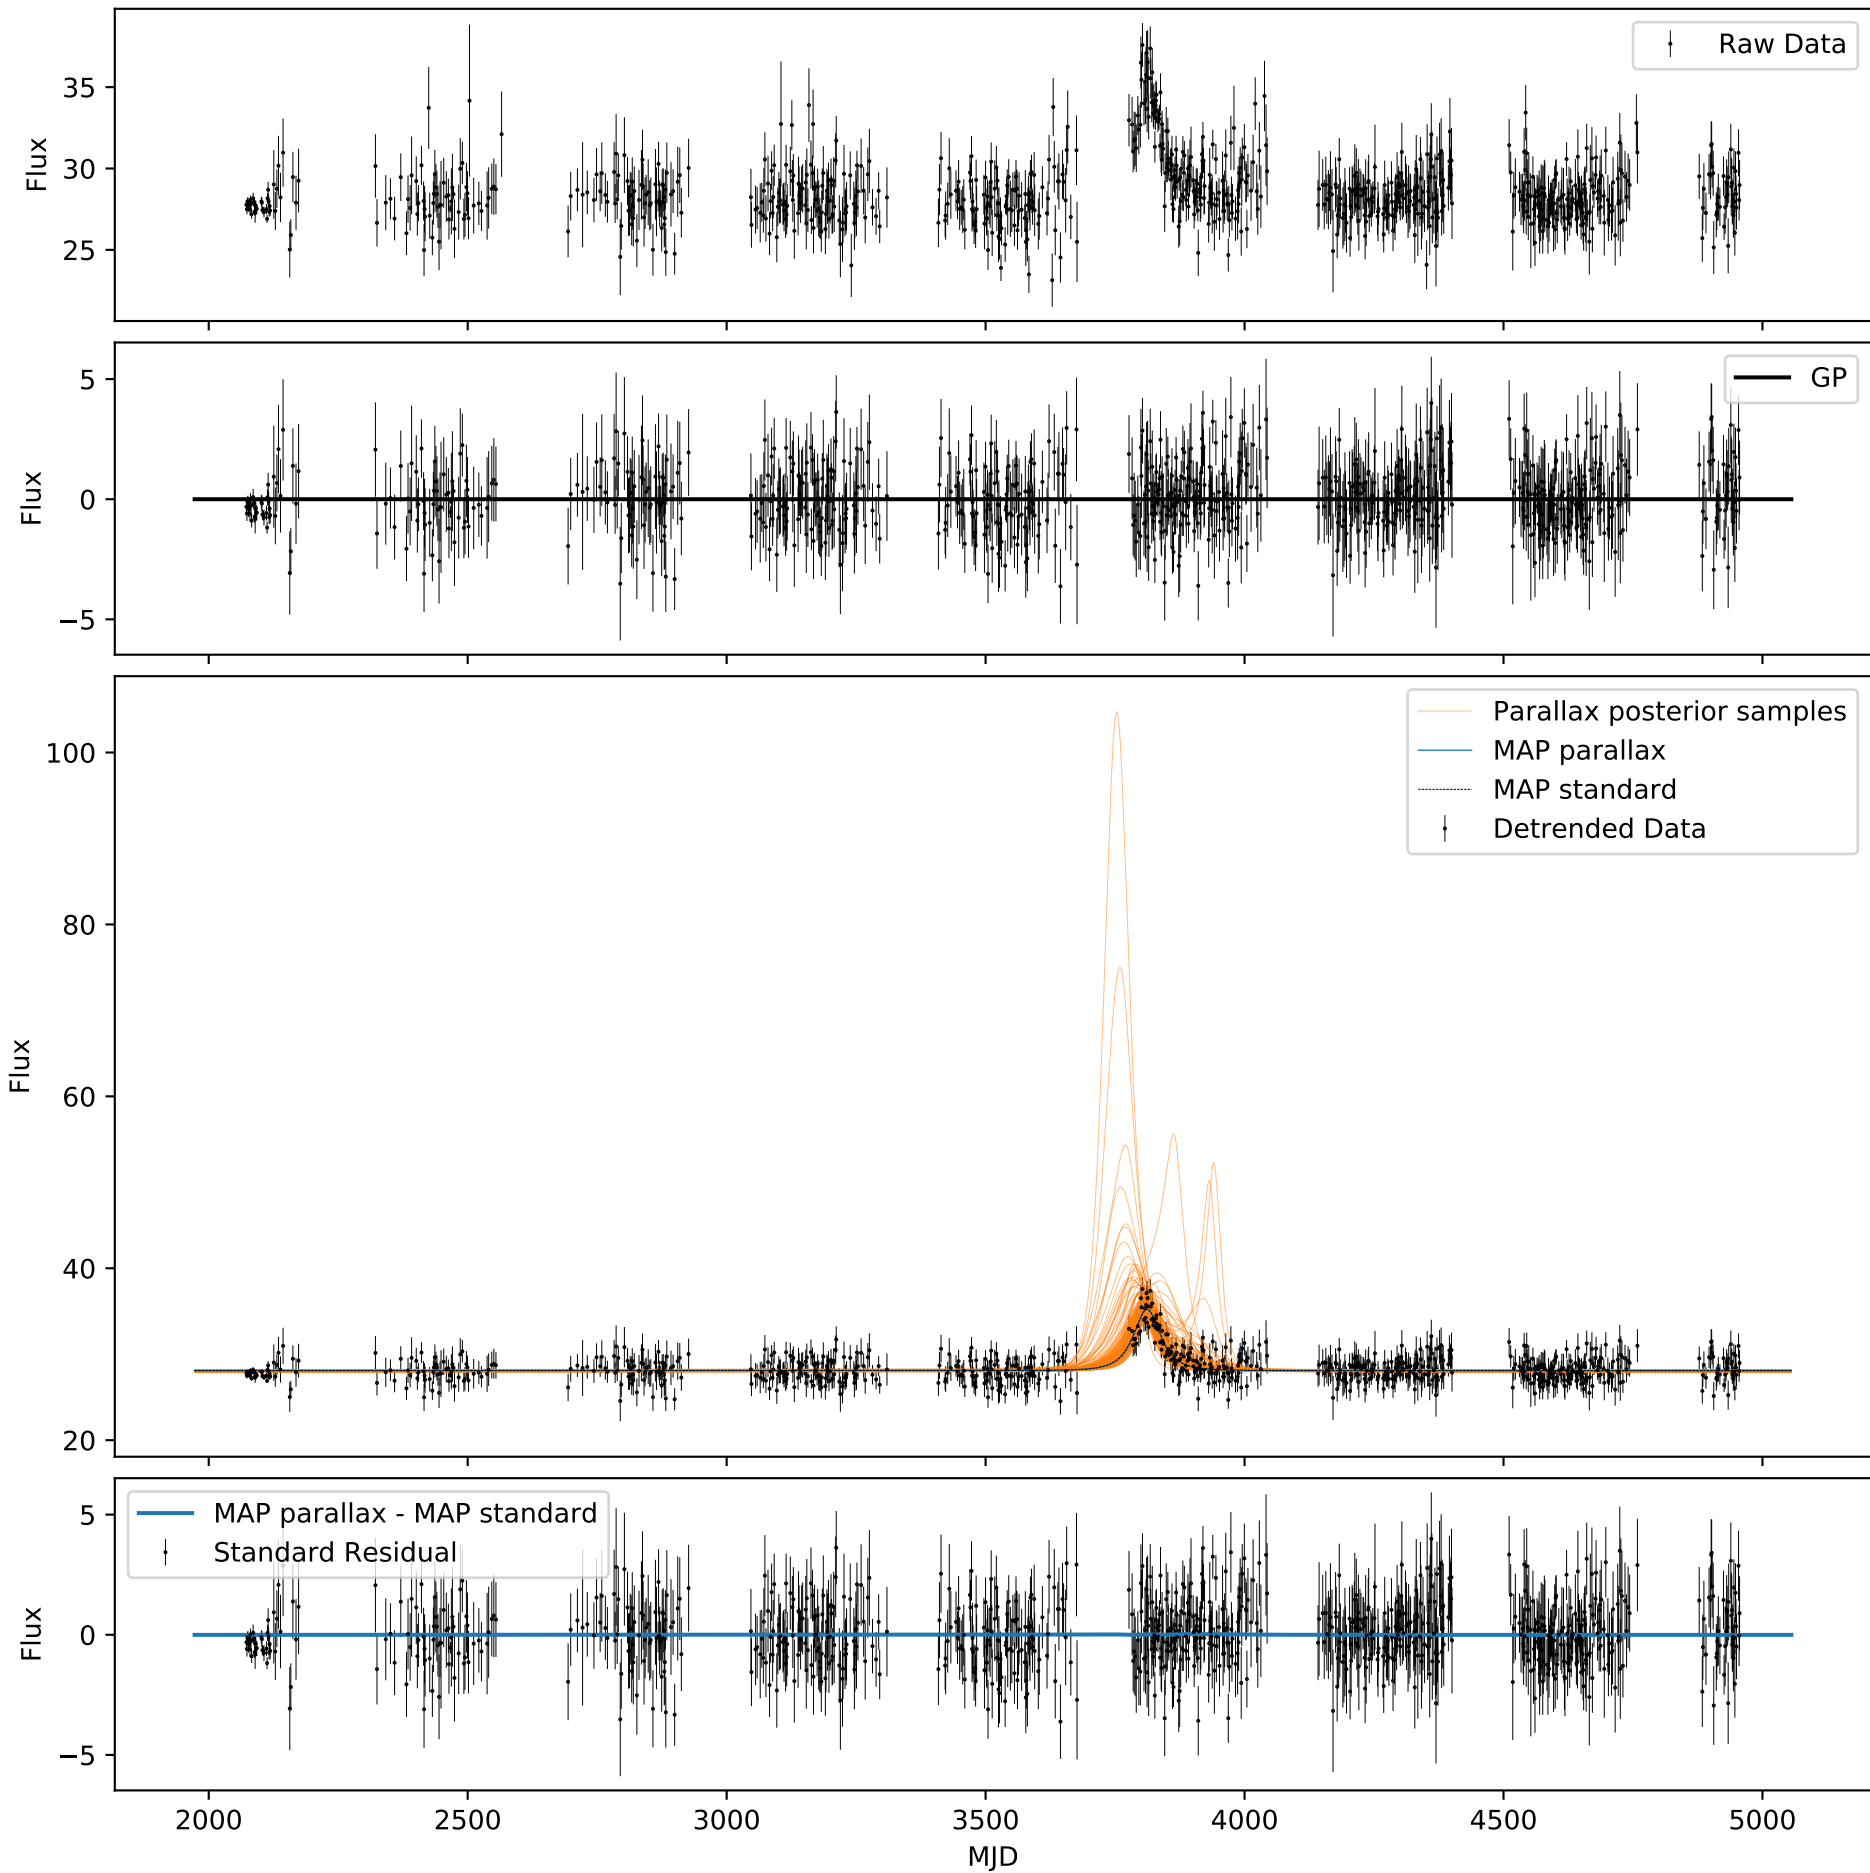 Flux
35
30
25
Raw Data
Flux
5
0
−5
GP
Flux
100
80
60
40
20
Parallax posterior samples
MAP parallax
MAP standard
Detrended Data
Flux
5
0
−5
MAP parallax - MAP standard
Standard Residual
2000 2500 3000 3500 4000 4500 5000
MJD